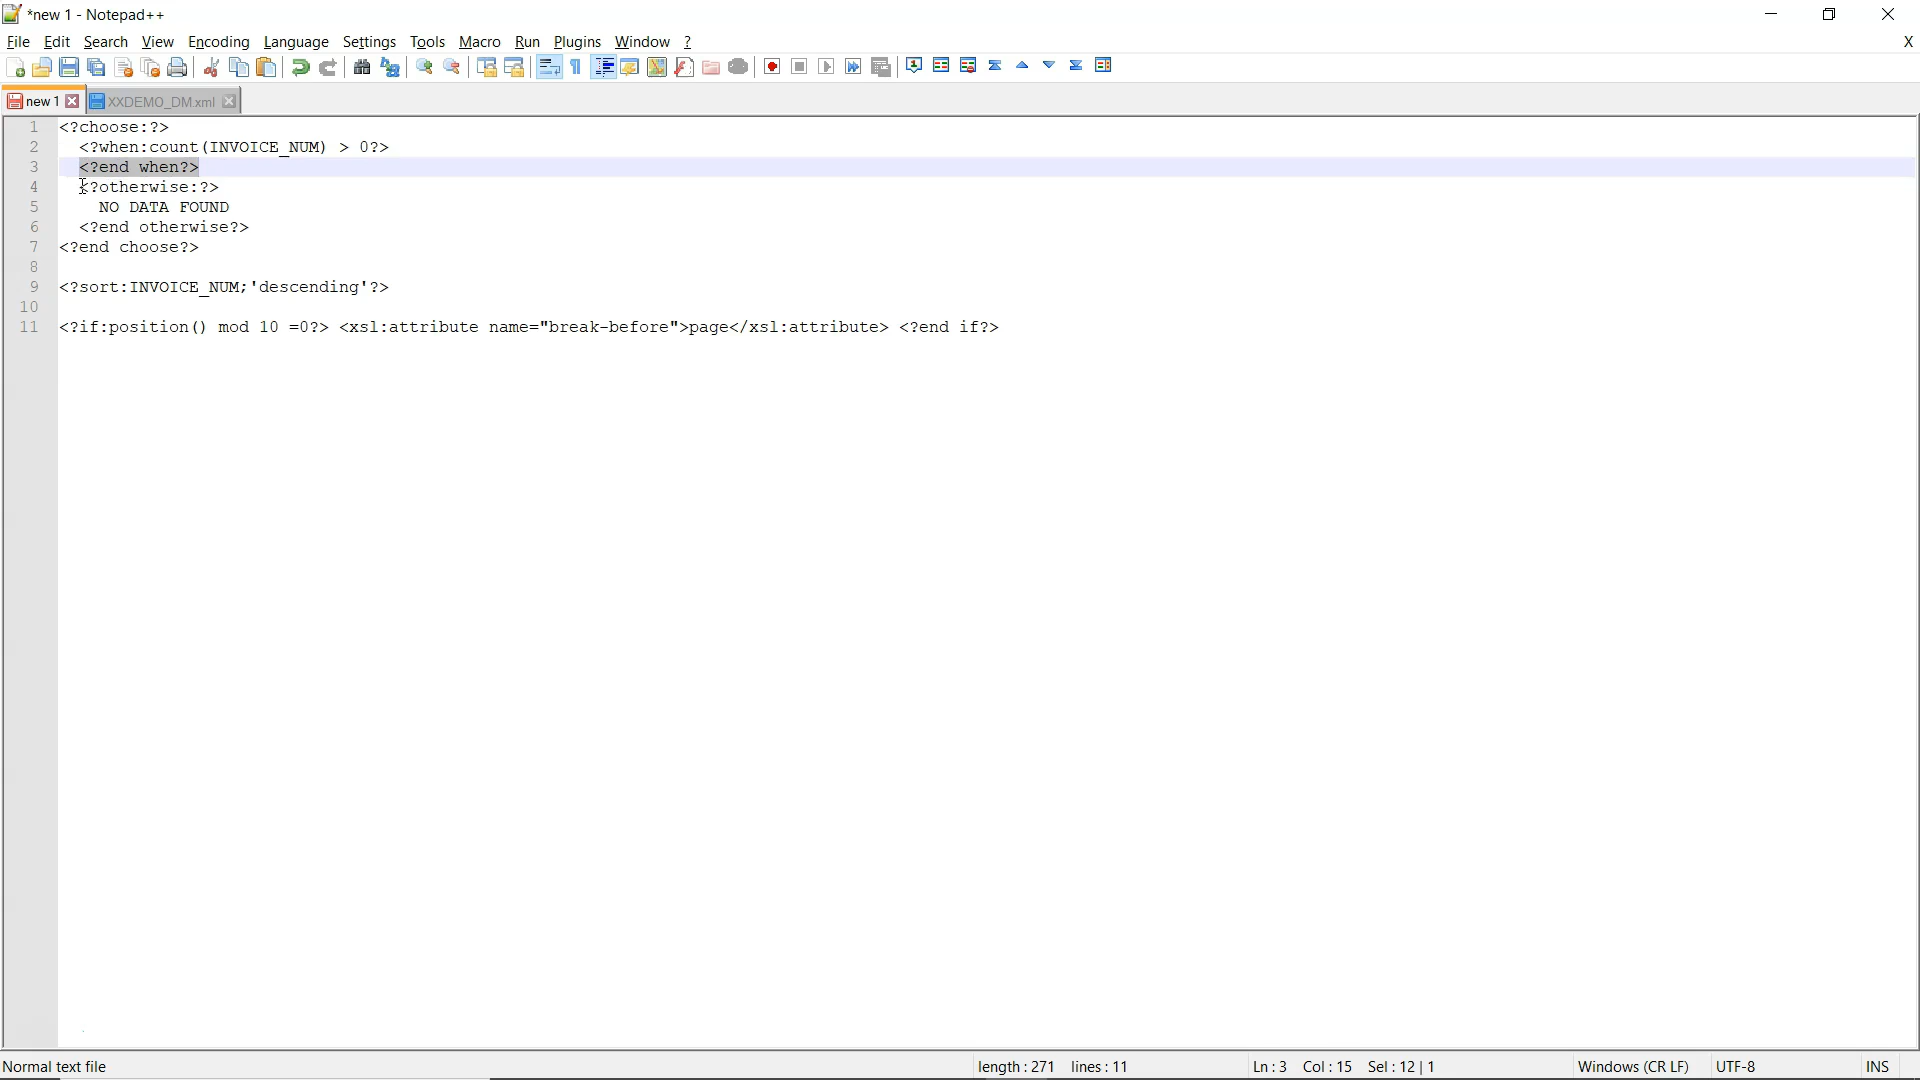 *new 1 - Notepad++
File Edit Search View Encoding Language Settings Tools Macro Run Plugins Window ? X
new 1 XXDEMO_DM.xml
1 <?choose:?>
2 <?when:count(INVOICE_NUM) > 0?>
3 <?end when?>
4 <?otherwise:?>
5 NO DATA FOUND
6 <?end otherwise?>
7 <?end choose?>
8
9 <?sort:INVOICE_NUM;'descending'?>
10
11 <?if:position() mod 10 =0?> <xsl:attribute name="break-before">page</xsl:attribute> <?end if?>
Normal text file length : 271 lines : 11 Ln : 3 Col : 15 Sel : 12 | 1 Windows (CR LF) UTF-8 INS